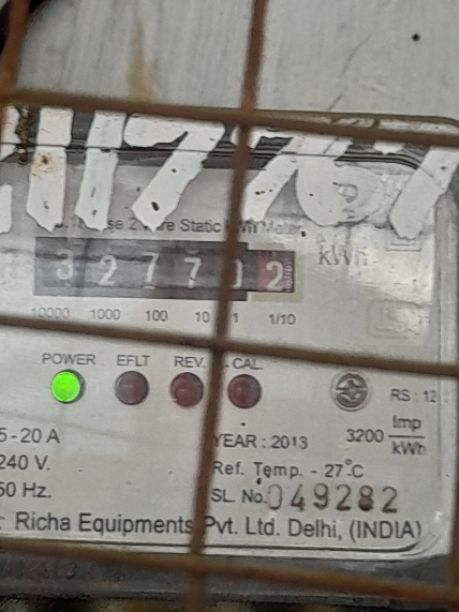 Static
kWh
3 2 7 7 0 2
10000 1000 100 10 1 1/10
POWER EFLT REV. CAL
RS : 12
5-20 A
YEAR : 2013 3200 Imp/kWh
240 V.
Ref. Temp. - 27°C
50 Hz.
SL. No. 049282
Richa Equipments Pvt. Ltd. Delhi, (INDIA)